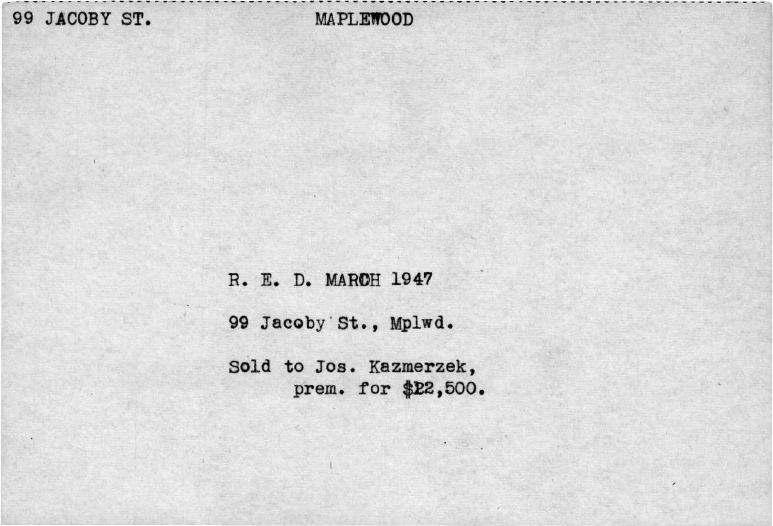 99 JACOBY ST. MAPLEWOOD
R. E. D. MARCH 1947
99 Jacoby St., Mplwd.
Sold to Jos. Kazmerzek,
prem. for $22,500.